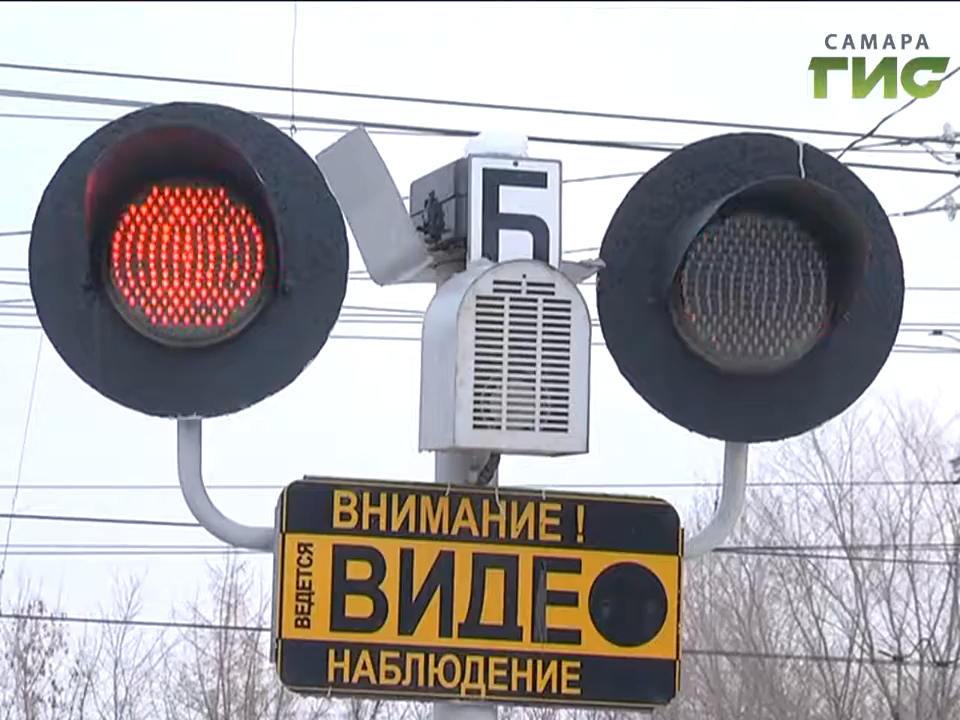 САМАРА
ГИС
Б
ВНИМАНИЕ !
ВЕДЕТСЯ
ВИДЕО
НАБЛЮДЕНИЕ